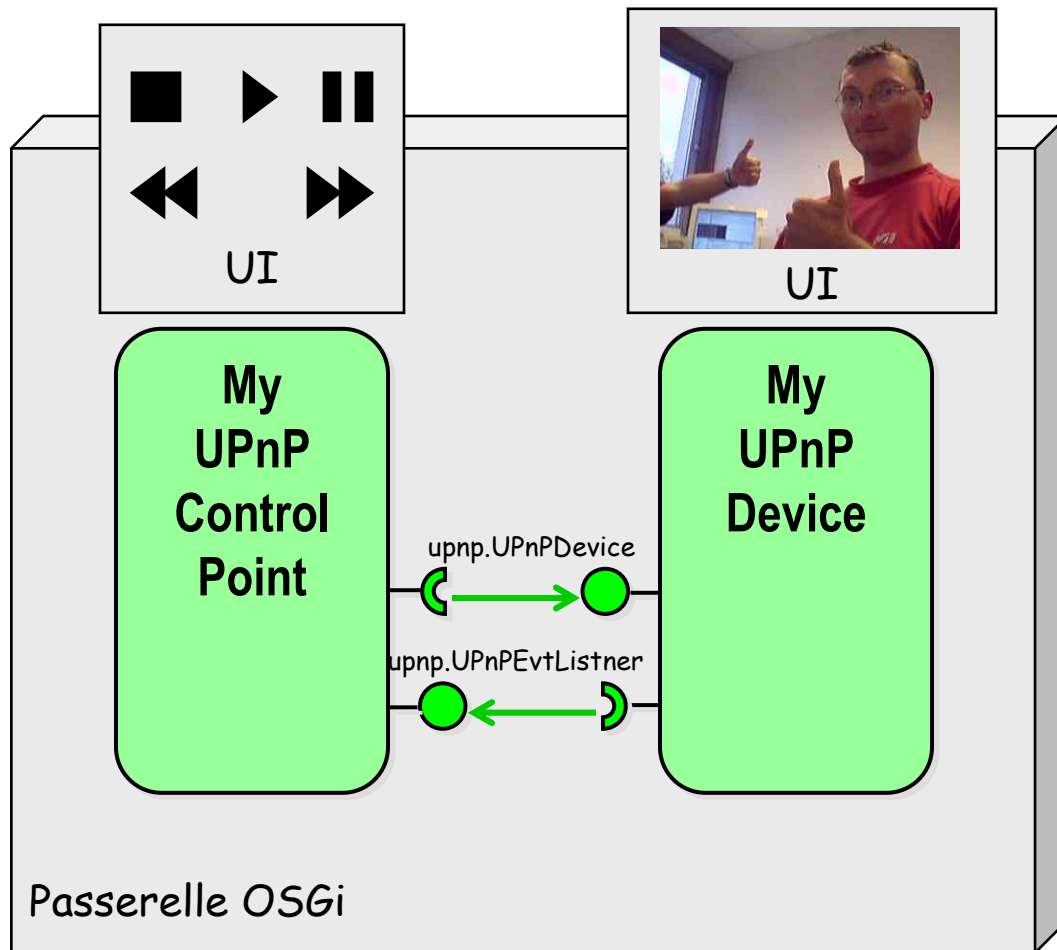 UI
UI
My
UPnP
Control
Point
My
UPnP
Device
upnp.UPnPDevice
upnp.UPnPEvtListner
Passerelle OSGi